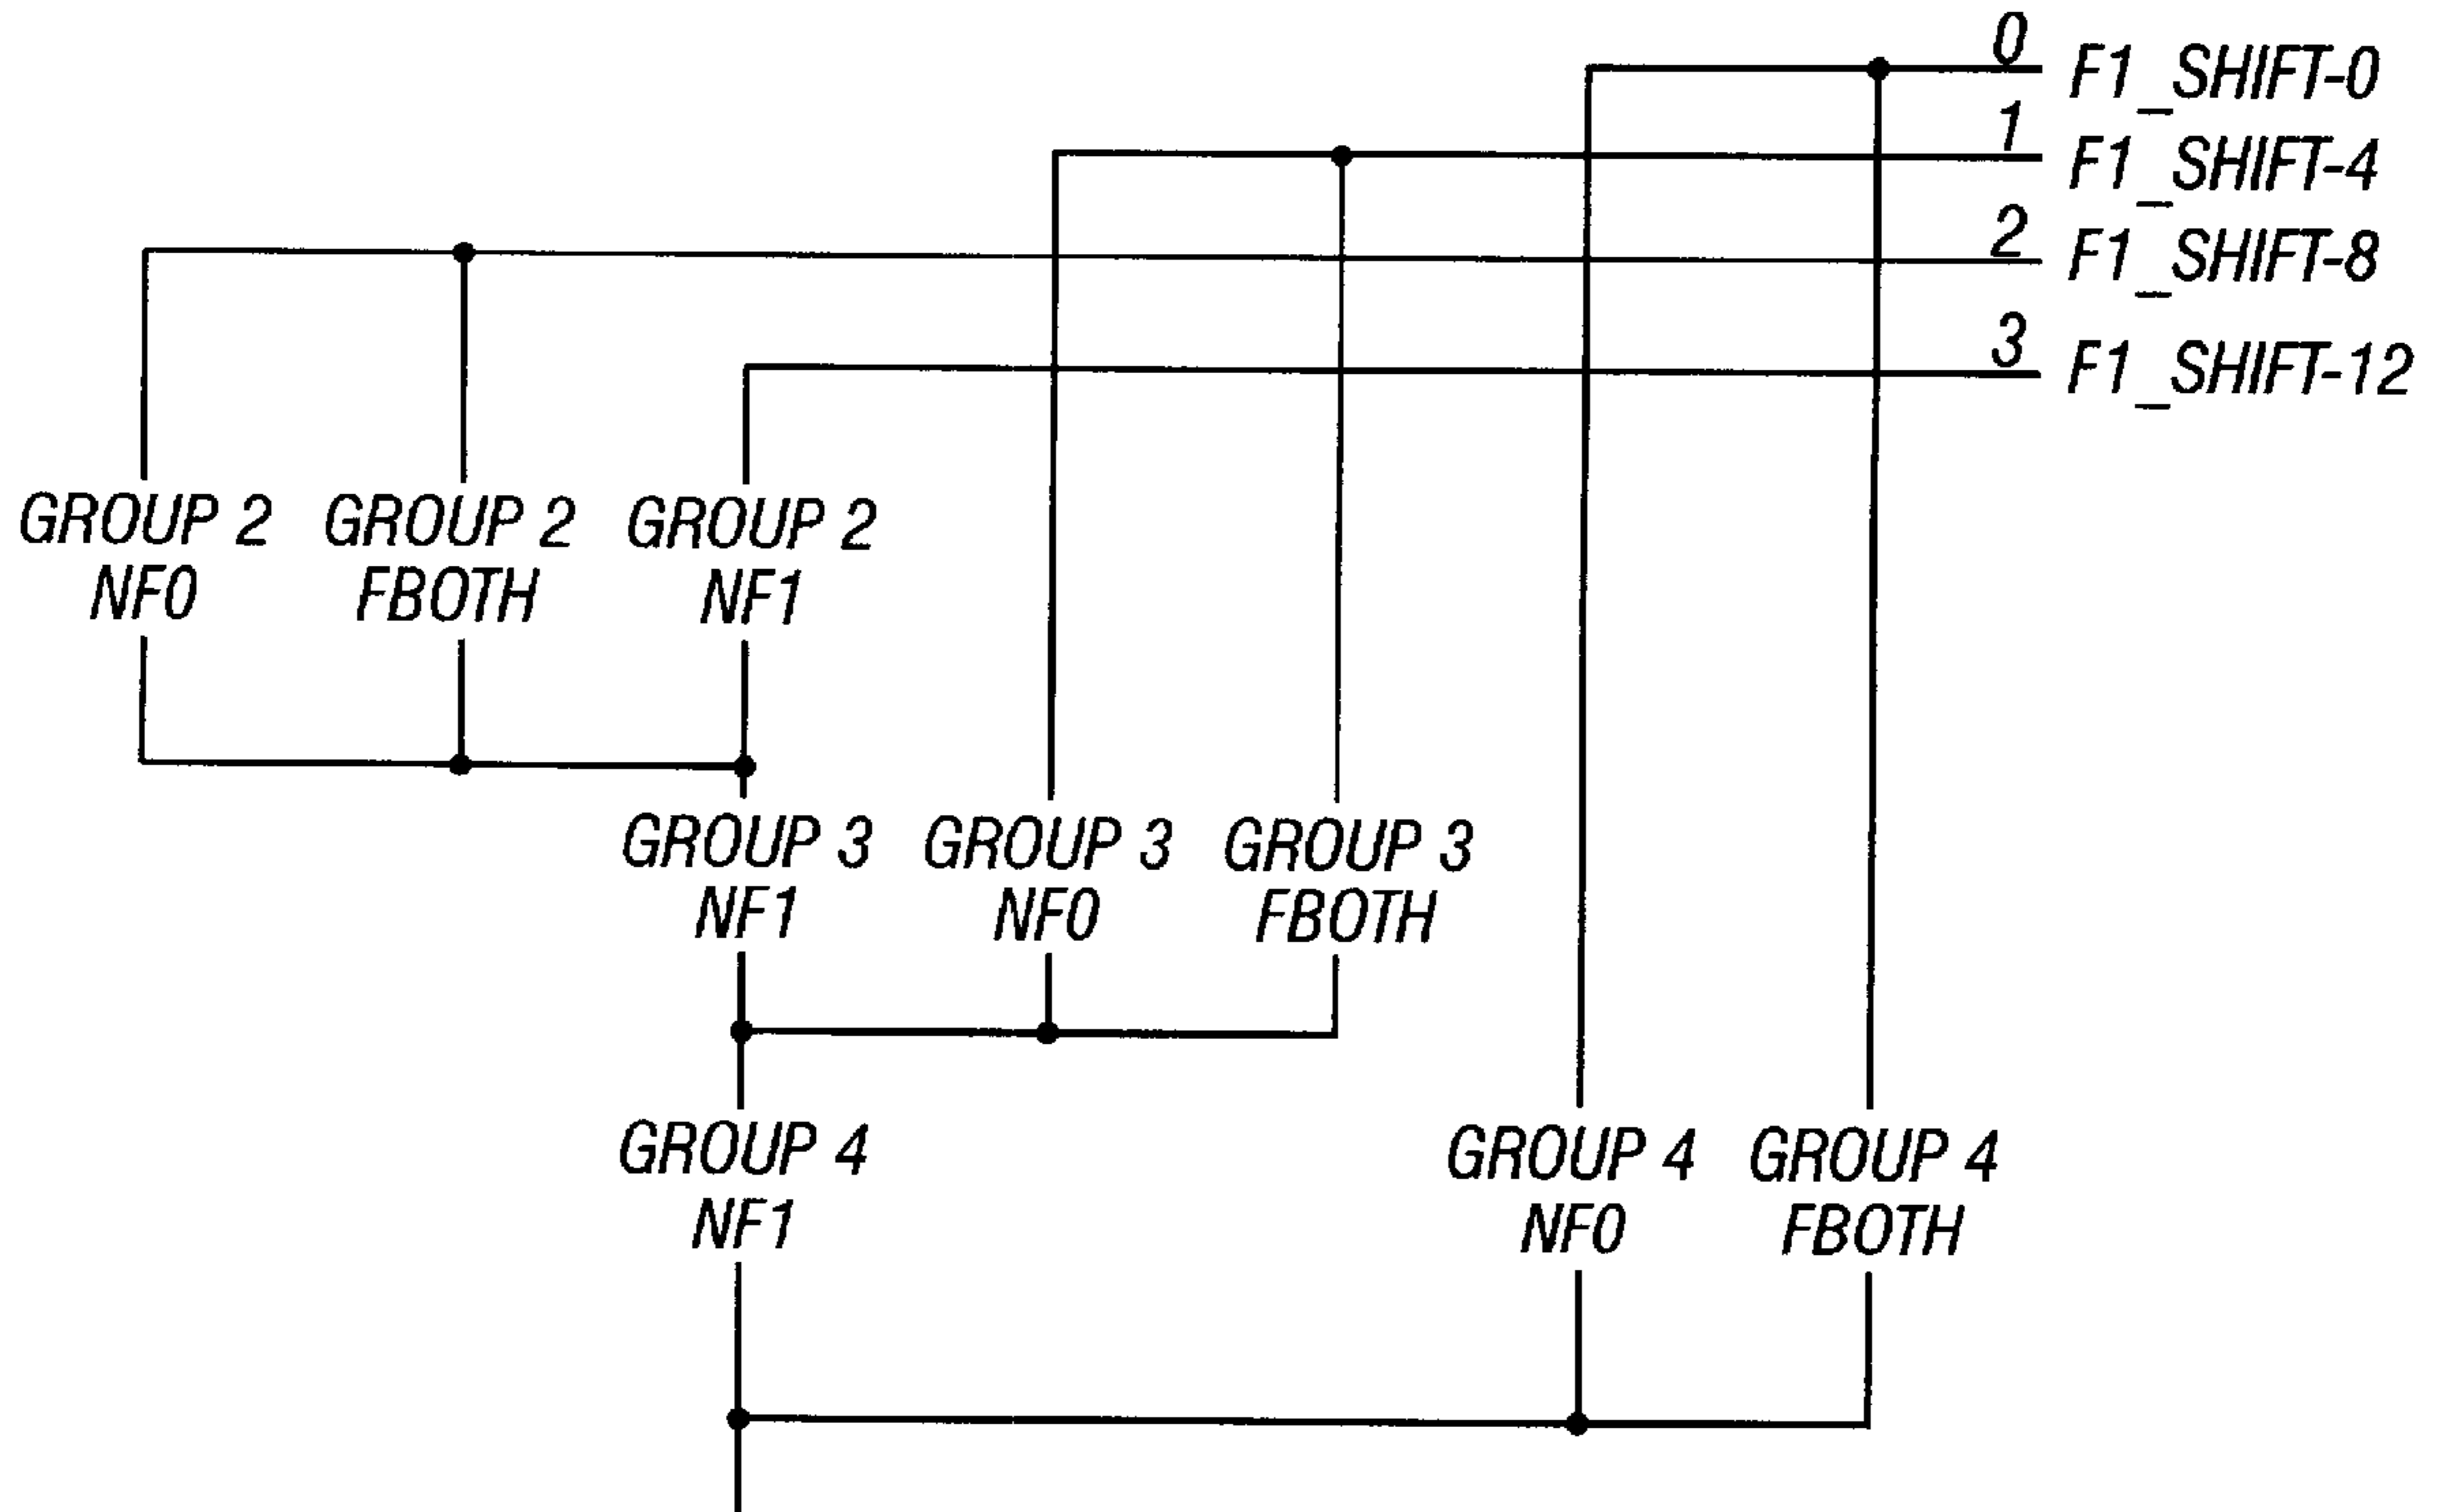 0
F1_SHIFT-0
1
F1_SHIFT-4
2
F1_SHIFT-8
3
F1_SHIFT-12
GROUP 2
NF0
GROUP 2
FBOTH
GROUP 2
NF1
GROUP 3
NF1
GROUP 3
NF0
GROUP 3
FBOTH
GROUP 4
NF1
GROUP 4
NF0
GROUP 4
FBOTH